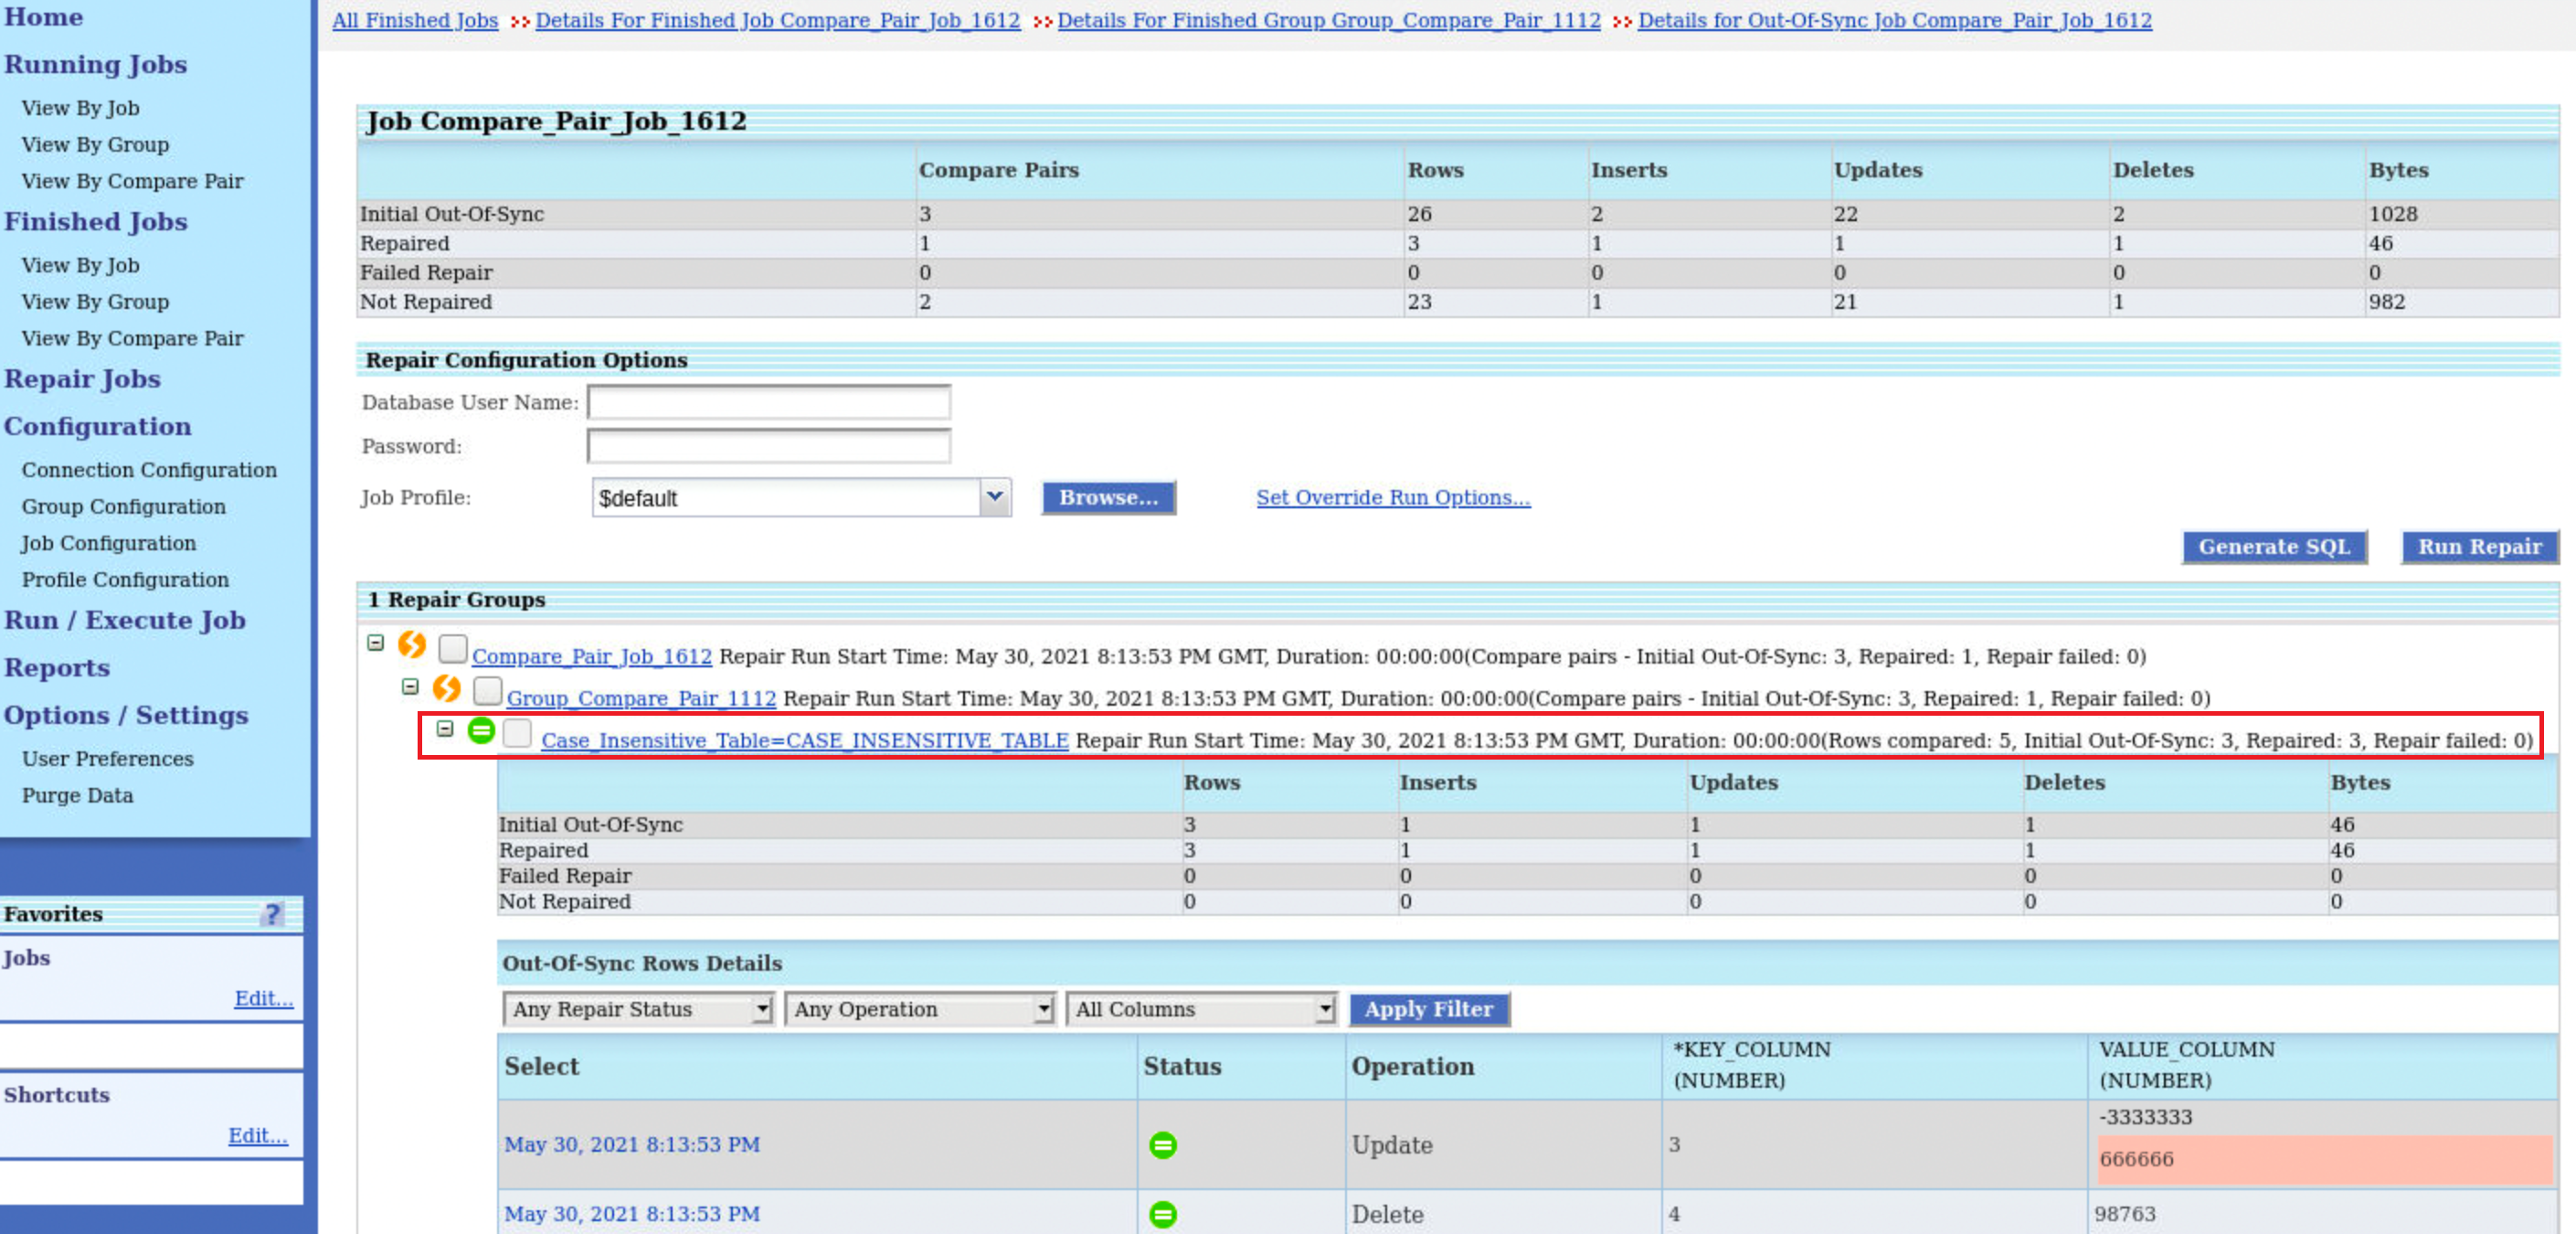 Home
Running Jobs
View By Job
View By Group
View By Compare Pair
Finished Jobs
View By Job
View By Group
View By Compare Pair
Repair Jobs
Configuration
Connection Configuration
Group Configuration
Job Configuration
Profile Configuration
Run / Execute Job
Reports
Options / Settings
User Preferences
Purge Data
Favorites ?
Jobs
Edit...
Shortcuts
Edit...
All Finished Jobs Details For Finished Job Compare_Pair_Job_1612 Details For Finished Group Group_Compare_Pair_1112 Details for Out-Of-Sync Job Compare_Pair_Job_1612
Job Compare_Pair_Job_1612
Compare Pairs Rows Inserts Updates Deletes Bytes
Initial Out-Of-Sync 3 26 2 22 2 1028
Repaired 1 3 1 1 1 46
Failed Repair 0 0 0 0 0 0
Not Repaired 2 23 1 21 1 982
Repair Configuration Options
Database User Name:
Password:
Job Profile: $default Browse... Set Override Run Options...
Generate SQL Run Repair
1 Repair Groups
Compare_Pair_Job_1612 Repair Run Start Time: May 30, 2021 8:13:53 PM GMT, Duration: 00:00:00(Compare pairs - Initial Out-Of-Sync: 3, Repaired: 1, Repair failed: 0)
Group_Compare_Pair_1112 Repair Run Start Time: May 30, 2021 8:13:53 PM GMT, Duration: 00:00:00(Compare pairs - Initial Out-Of-Sync: 3, Repaired: 1, Repair failed: 0)
Case_Insensitive_Table=CASE_INSENSITIVE_TABLE Repair Run Start Time: May 30, 2021 8:13:53 PM GMT, Duration: 00:00:00(Rows compared: 5, Initial Out-Of-Sync: 3, Repaired: 3, Repair failed: 0)
Rows Inserts Updates Deletes Bytes
Initial Out-Of-Sync 3 1 1 1 46
Repaired 3 1 1 1 46
Failed Repair 0 0 0 0 0
Not Repaired 0 0 0 0 0
Out-Of-Sync Rows Details
Any Repair Status Any Operation All Columns Apply Filter
Select Status Operation *KEY_COLUMN (NUMBER) VALUE_COLUMN (NUMBER)
May 30, 2021 8:13:53 PM Update 3 -3333333
666666
May 30, 2021 8:13:53 PM Delete 4 98763